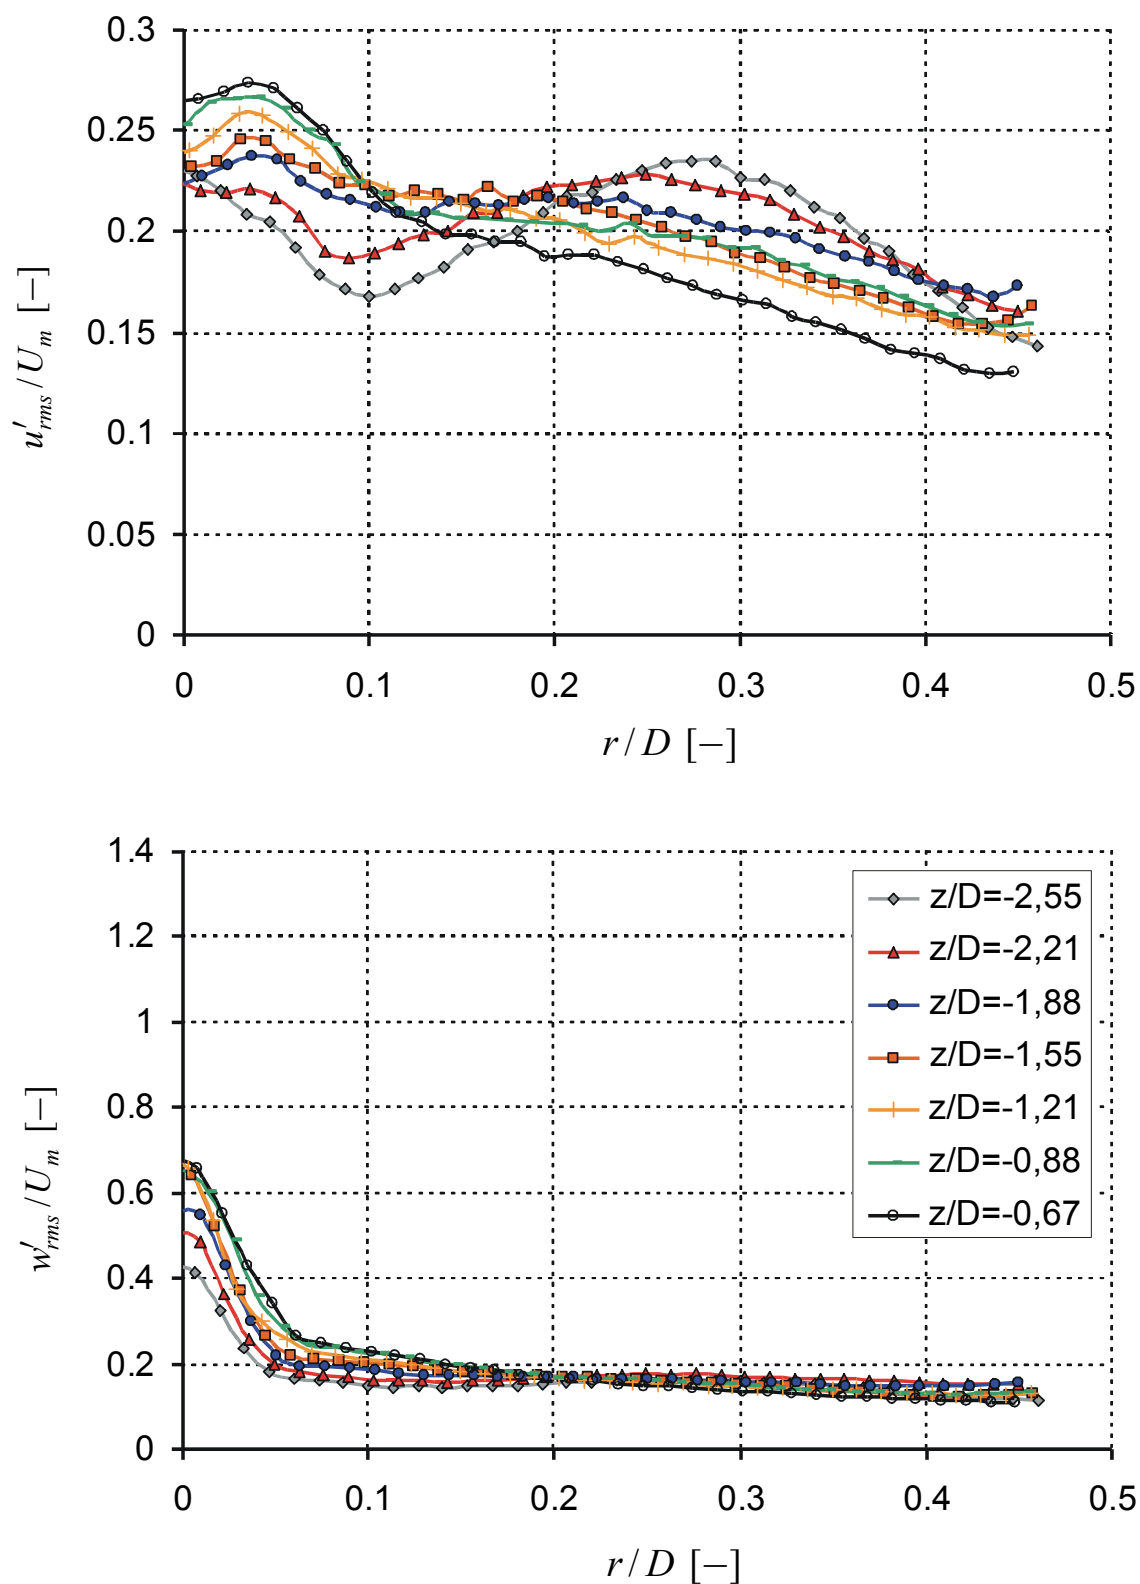 0.3
0.25
0.2
0.15
0.1
0.05
0
u′rms / Um [−]
0 0.1 0.2 0.3 0.4 0.5
r / D [−]
1.4
1.2
1
0.8
0.6
0.4
0.2
0
w′rms / Um [−]
z/D=-2,55
z/D=-2,21
z/D=-1,88
z/D=-1,55
z/D=-1,21
z/D=-0,88
z/D=-0,67
0 0.1 0.2 0.3 0.4 0.5
r / D [−]